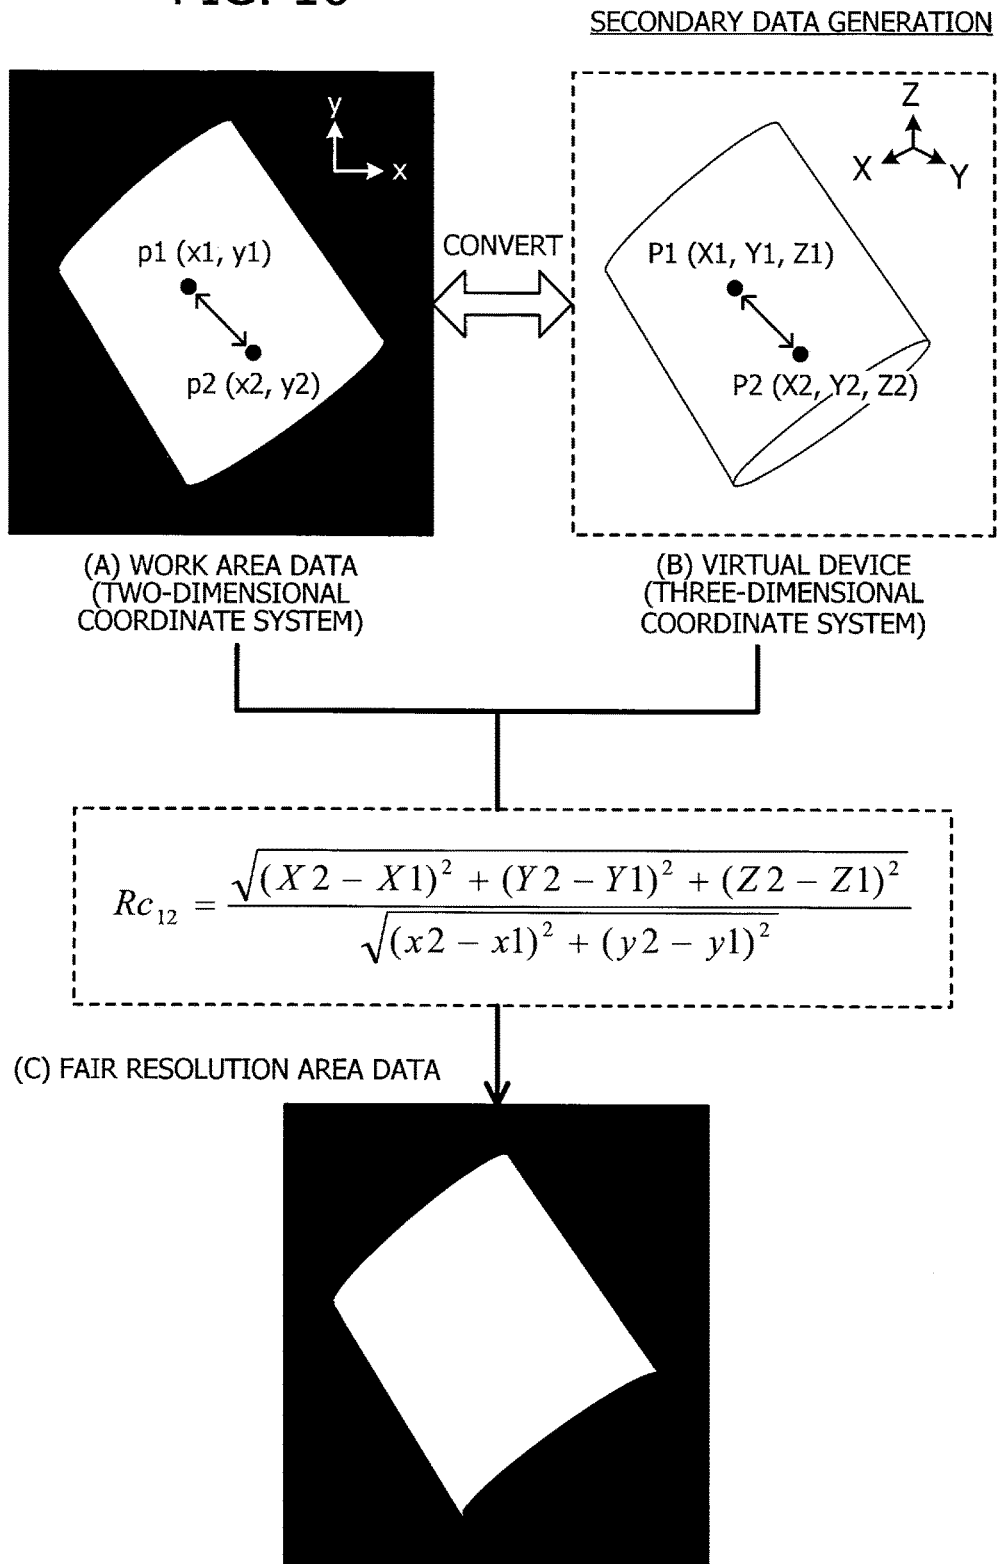 SECONDARY DATA GENERATION
y
x
p1 (x1, y1)
p2 (x2, y2)
CONVERT
Z
X
Y
P1 (X1, Y1, Z1)
P2 (X2, Y2, Z2)
(A) WORK AREA DATA
(TWO-DIMENSIONAL
COORDINATE SYSTEM)
(B) VIRTUAL DEVICE
(THREE-DIMENSIONAL
COORDINATE SYSTEM)
Rc₁₂ = √(X2 − X1)² + (Y2 − Y1)² + (Z2 − Z1)² / √(x2 − x1)² + (y2 − y1)²
(C) FAIR RESOLUTION AREA DATA